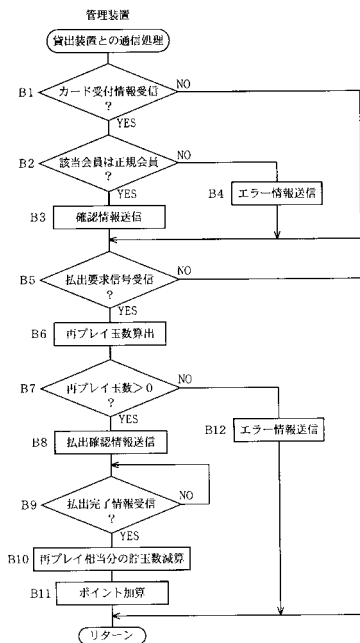 管理装置
貸出装置との通信処理
B1
カード受付情報受信
?
NO
YES
B2
該当会員は正規会員
?
NO
YES
B3
確認情報送信
B4
エラー情報送信
B5
払出要求信号受信
?
NO
YES
B6
再プレイ玉数算出
B7
再プレイ玉数>0
?
NO
YES
B8
払出確認情報送信
B12
エラー情報送信
B9
払出完了情報受信
?
NO
YES
B10
再プレイ相当分の貯玉数減算
B11
ポイント加算
リターン